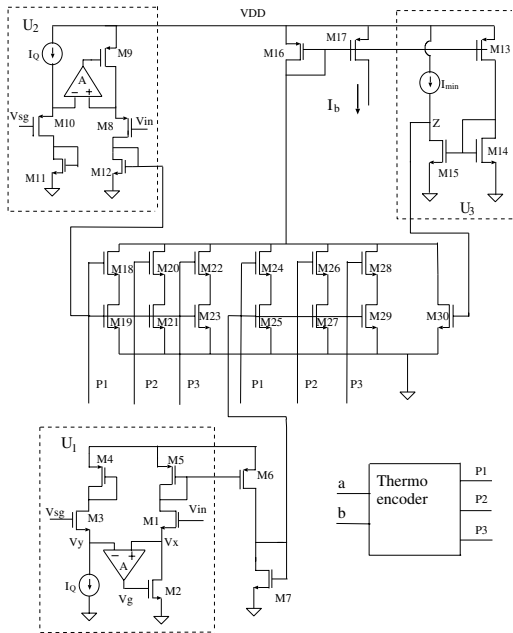 VDD
U2
IQ
M9
A
− +
Vsg
M10
M8
Vin
M11
M12
M16
M17
Ib
M13
Imin
Z
M15
M14
U3
M18
M20
M22
M24
M26
M28
M19
M21
M23
M25
M27
M29
M30
P1
P2
P3
P1
P2
P3
U1
M4
M5
M6
Vsg
M3
M1
Vin
Vy
− +
Vx
A
IQ
Vg
M2
M7
a
b
Thermo
encoder
P1
P2
P3